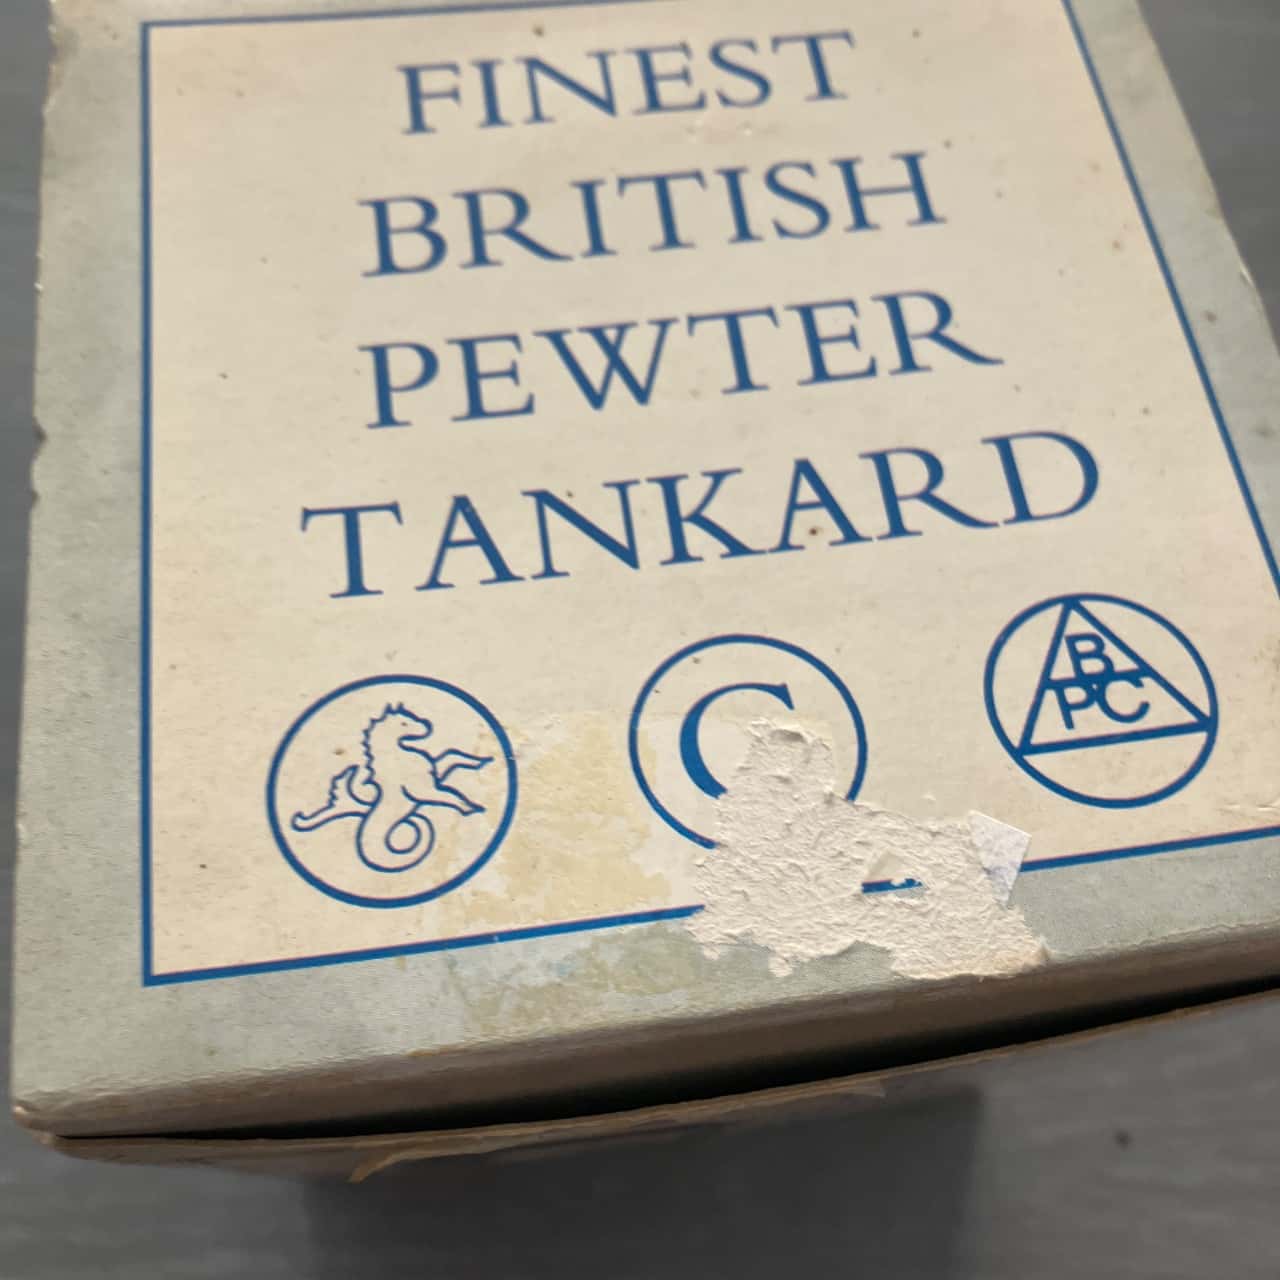 FINEST
BRITISH
PEWTER
TANKARD
C
B
PC